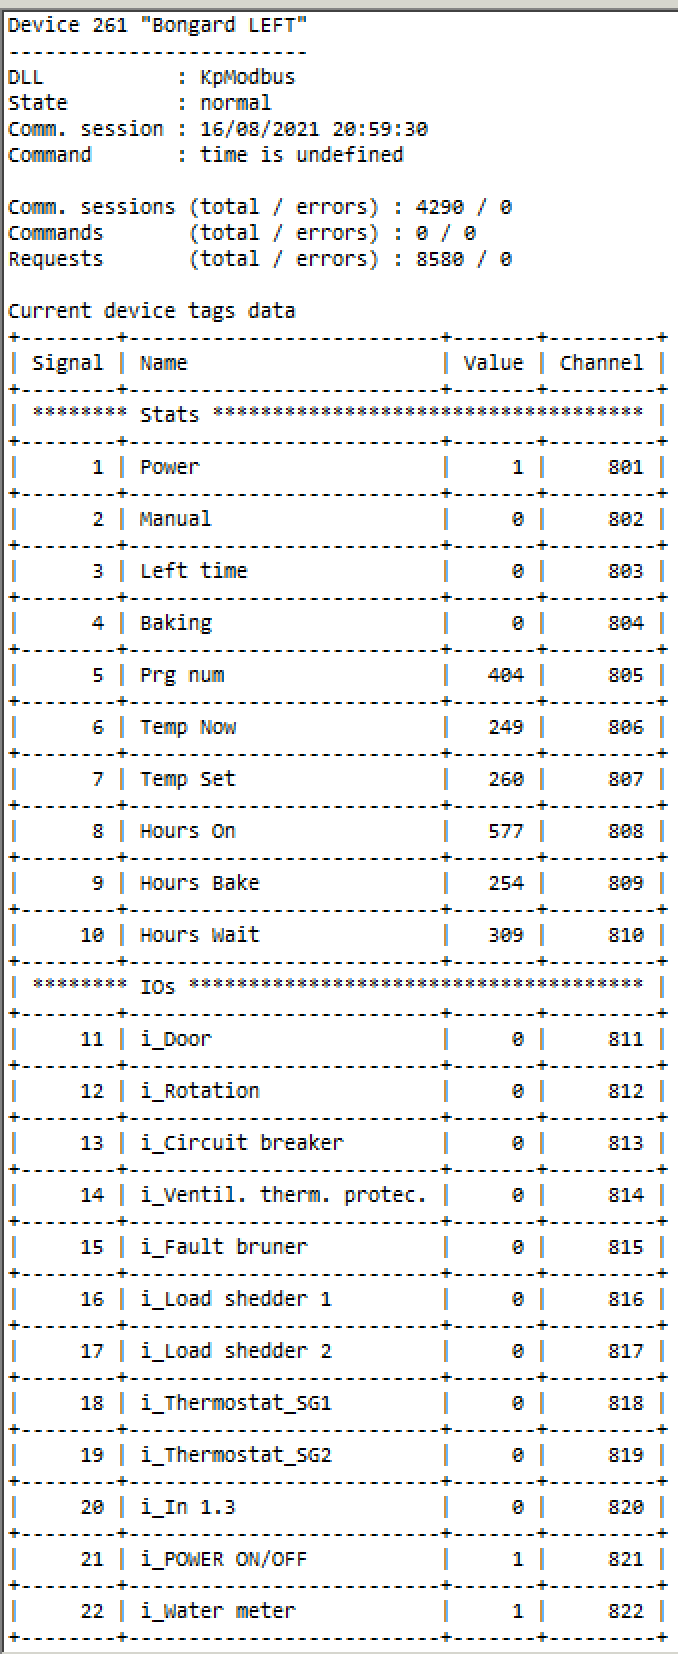 Device 261 "Bongard LEFT"
-------------------------
DLL           : KpModbus
State         : normal
Comm. session : 16/08/2021 20:59:30
Command       : time is undefined

Comm. sessions (total / errors) : 4290 / 0
Commands       (total / errors) : 0 / 0
Requests       (total / errors) : 8580 / 0

Current device tags data
+--------+--------------------------+-------+---------+
| Signal | Name                     | Value | Channel |
+--------+--------------------------+-------+---------+
| ******** Stats ************************************ |
+--------+--------------------------+-------+---------+
|      1 | Power                    |     1 |     801 |
+--------+--------------------------+-------+---------+
|      2 | Manual                   |     0 |     802 |
+--------+--------------------------+-------+---------+
|      3 | Left time                |     0 |     803 |
+--------+--------------------------+-------+---------+
|      4 | Baking                   |     0 |     804 |
+--------+--------------------------+-------+---------+
|      5 | Prg num                  |   404 |     805 |
+--------+--------------------------+-------+---------+
|      6 | Temp Now                 |   249 |     806 |
+--------+--------------------------+-------+---------+
|      7 | Temp Set                 |   260 |     807 |
+--------+--------------------------+-------+---------+
|      8 | Hours On                 |   577 |     808 |
+--------+--------------------------+-------+---------+
|      9 | Hours Bake               |   254 |     809 |
+--------+--------------------------+-------+---------+
|     10 | Hours Wait               |   309 |     810 |
+--------+--------------------------+-------+---------+
| ******** IOs ************************************** |
+--------+--------------------------+-------+---------+
|     11 | i_Door                   |     0 |     811 |
+--------+--------------------------+-------+---------+
|     12 | i_Rotation               |     0 |     812 |
+--------+--------------------------+-------+---------+
|     13 | i_Circuit breaker        |     0 |     813 |
+--------+--------------------------+-------+---------+
|     14 | i_Ventil. therm. protec. |     0 |     814 |
+--------+--------------------------+-------+---------+
|     15 | i_Fault bruner           |     0 |     815 |
+--------+--------------------------+-------+---------+
|     16 | i_Load shedder 1         |     0 |     816 |
+--------+--------------------------+-------+---------+
|     17 | i_Load shedder 2         |     0 |     817 |
+--------+--------------------------+-------+---------+
|     18 | i_Thermostat_SG1         |     0 |     818 |
+--------+--------------------------+-------+---------+
|     19 | i_Thermostat_SG2         |     0 |     819 |
+--------+--------------------------+-------+---------+
|     20 | i_In 1.3                 |     0 |     820 |
+--------+--------------------------+-------+---------+
|     21 | i_POWER ON/OFF           |     1 |     821 |
+--------+--------------------------+-------+---------+
|     22 | i_Water meter            |     1 |     822 |
+--------+--------------------------+-------+---------+